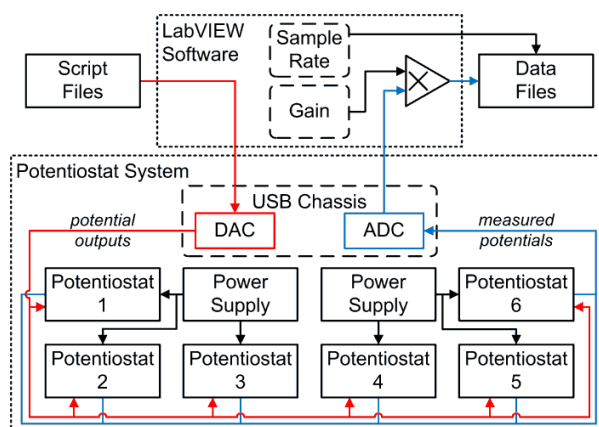 LabVIEW
Software
Sample
Rate
Script
Files
Data
Files
Gain
Potentiostat System
USB Chassis
potential
outputs
DAC
ADC
measured
potentials
Potentiostat
1
Power
Supply
Power
Supply
Potentiostat
6
Potentiostat
2
Potentiostat
3
Potentiostat
4
Potentiostat
5